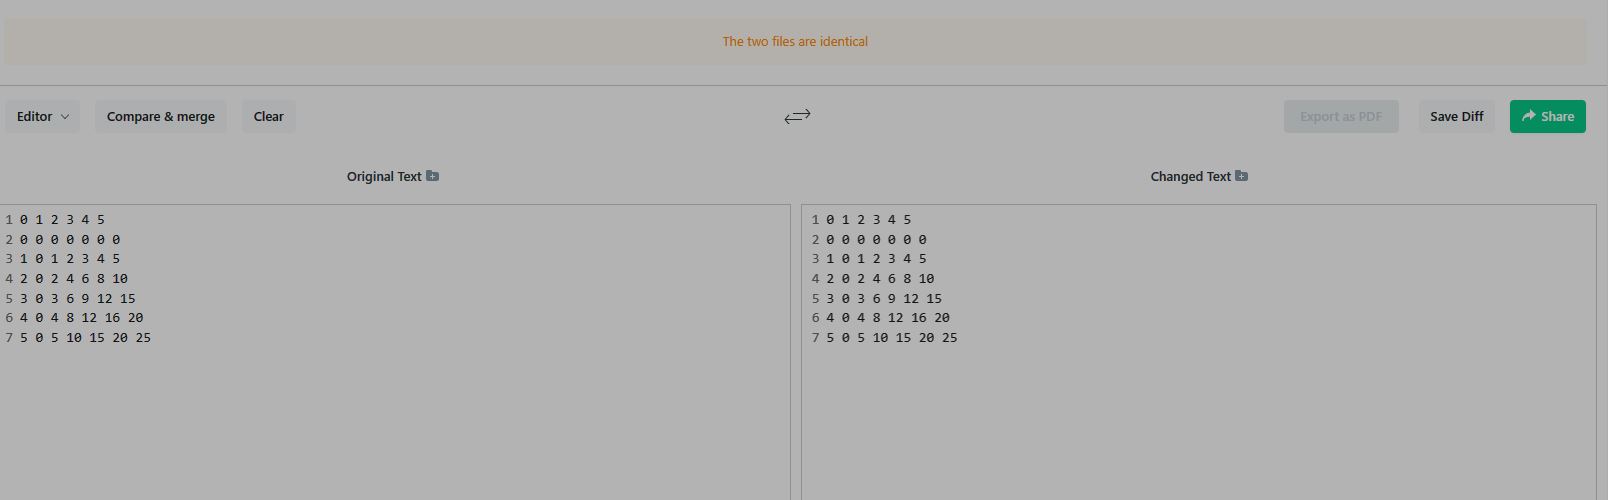 The two files are identical
Editor Compare & merge Clear Export as PDF Save Diff Share
Original Text
1 0 1 2 3 4 5
2 0 0 0 0 0 0 0
3 1 0 1 2 3 4 5
4 2 0 2 4 6 8 10
5 3 0 3 6 9 12 15
6 4 0 4 8 12 16 20
7 5 0 5 10 15 20 25
Changed Text
1 0 1 2 3 4 5
2 0 0 0 0 0 0 0
3 1 0 1 2 3 4 5
4 2 0 2 4 6 8 10
5 3 0 3 6 9 12 15
6 4 0 4 8 12 16 20
7 5 0 5 10 15 20 25